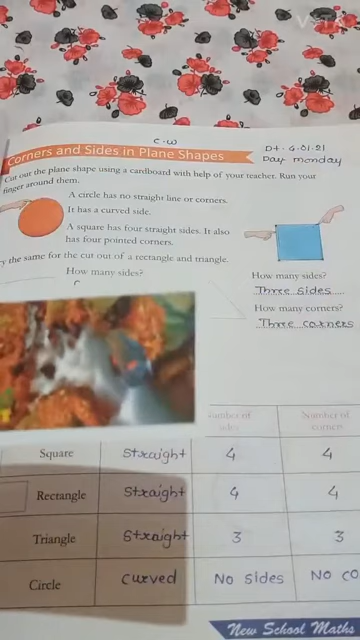 C.W
Dt. 4.01.21
Day monday
Corners and Sides in Plane Shapes
Cut out the plane shape using a cardboard with help of your teacher. Run your
finger around them.
A circle has no straight line or corners.
It has a curved side.
A square has four straight sides. It also
has four pointed corners.
the same for the cut out of a rectangle and triangle.
How many sides?
How many sides?
Three sides
How many corners?
Three corners
Number of sides
Number of corners
Square Straight 4 4
Rectangle Straight 4 4
Triangle Straight 3 3
Circle Curved No sides No
New School Maths